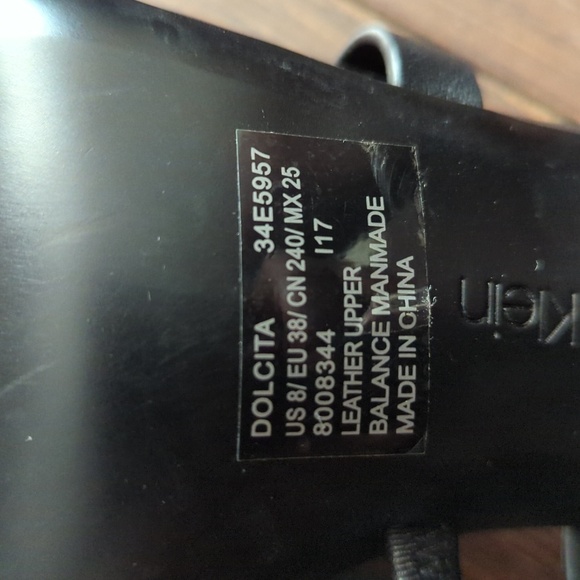 DOLCITA 34E5957
US 8/ EU 38/ CN 240/ MX 25
8008344 I17
LEATHER UPPER
BALANCE MANMADE
MADE IN CHINA
Klein